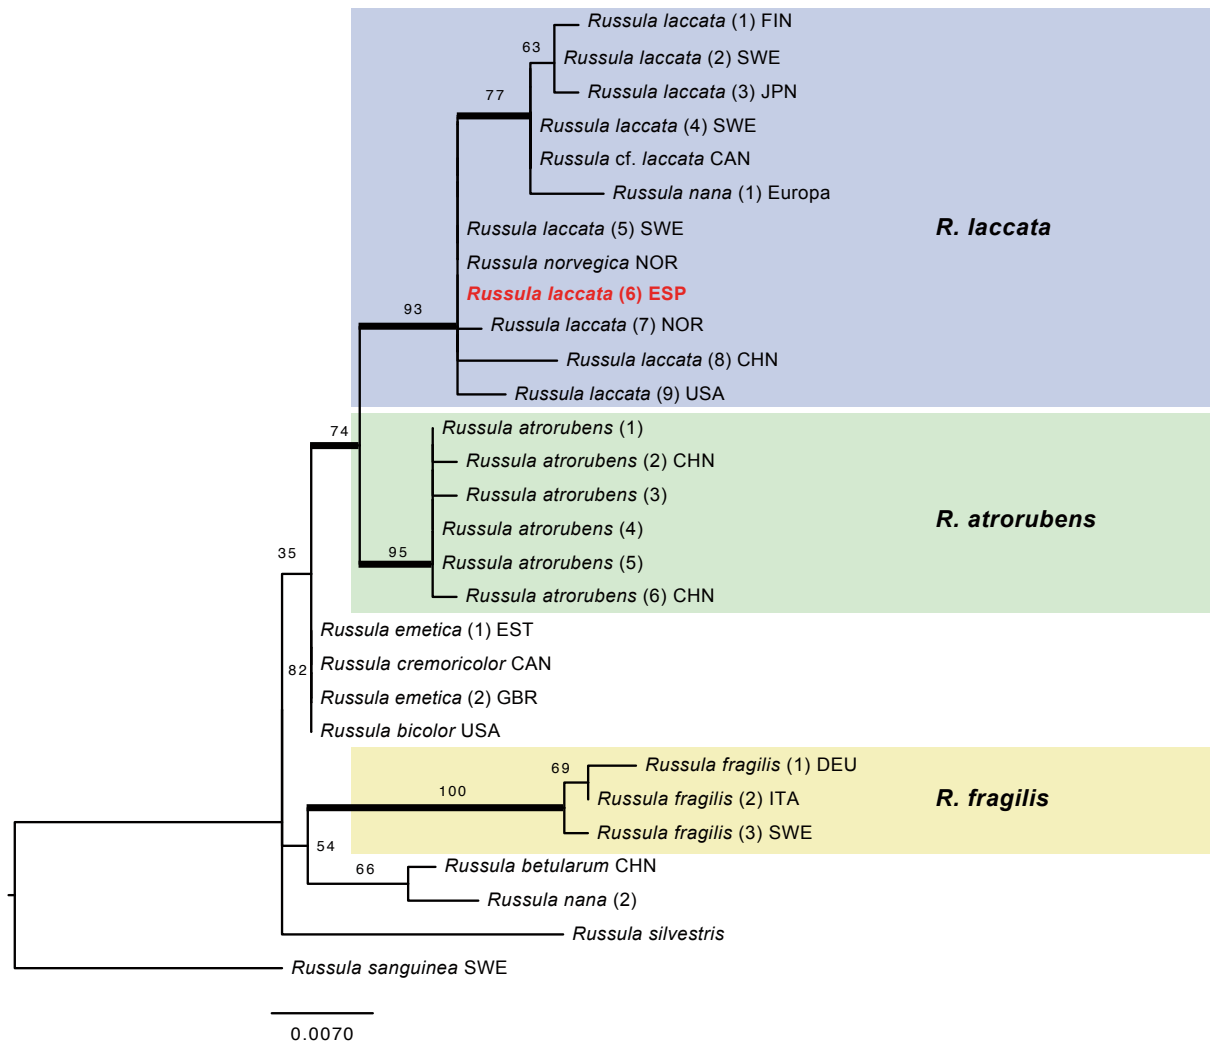 Russula laccata (1) FIN
63
Russula laccata (2) SWE
77
Russula laccata (3) JPN
Russula laccata (4) SWE
Russula cf. laccata CAN
Russula nana (1) Europa
Russula laccata (5) SWE
R. laccata
Russula norvegica NOR
Russula laccata (6) ESP
93
Russula laccata (7) NOR
Russula laccata (8) CHN
Russula laccata (9) USA
74
Russula atrorubens (1)
Russula atrorubens (2) CHN
Russula atrorubens (3)
R. atrorubens
Russula atrorubens (4)
35
95
Russula atrorubens (5)
Russula atrorubens (6) CHN
Russula emetica (1) EST
82
Russula cremoricolor CAN
Russula emetica (2) GBR
Russula bicolor USA
69
Russula fragilis (1) DEU
100
Russula fragilis (2) ITA
R. fragilis
Russula fragilis (3) SWE
54
66
Russula betularum CHN
Russula nana (2)
Russula silvestris
Russula sanguinea SWE
0.0070